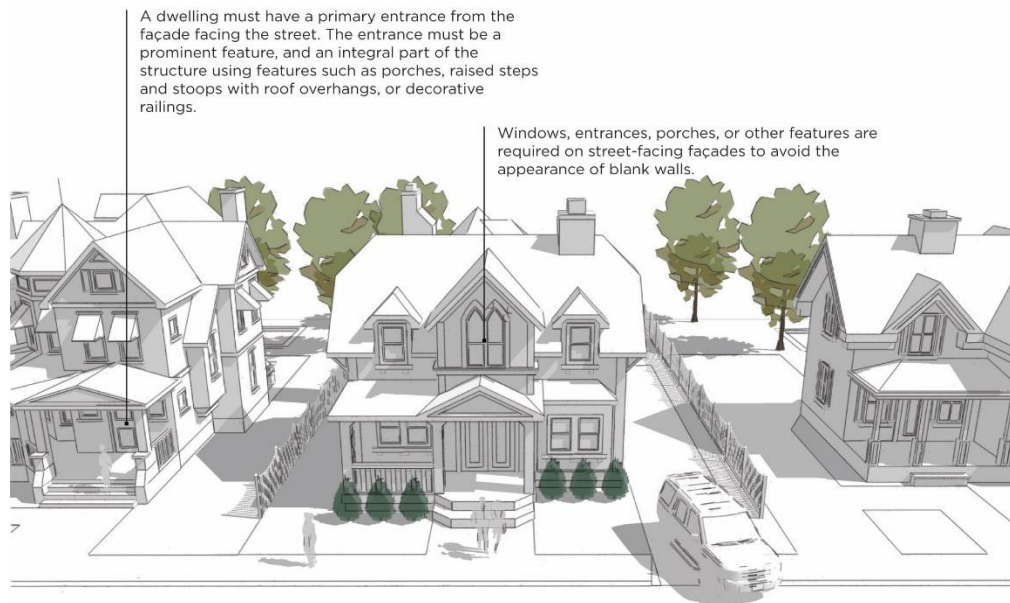 A dwelling must have a primary entrance from the
façade facing the street. The entrance must be a
prominent feature, and an integral part of the
structure using features such as porches, raised steps
and stoops with roof overhangs, or decorative
railings.
Windows, entrances, porches, or other features are
required on street-facing façades to avoid the
appearance of blank walls.